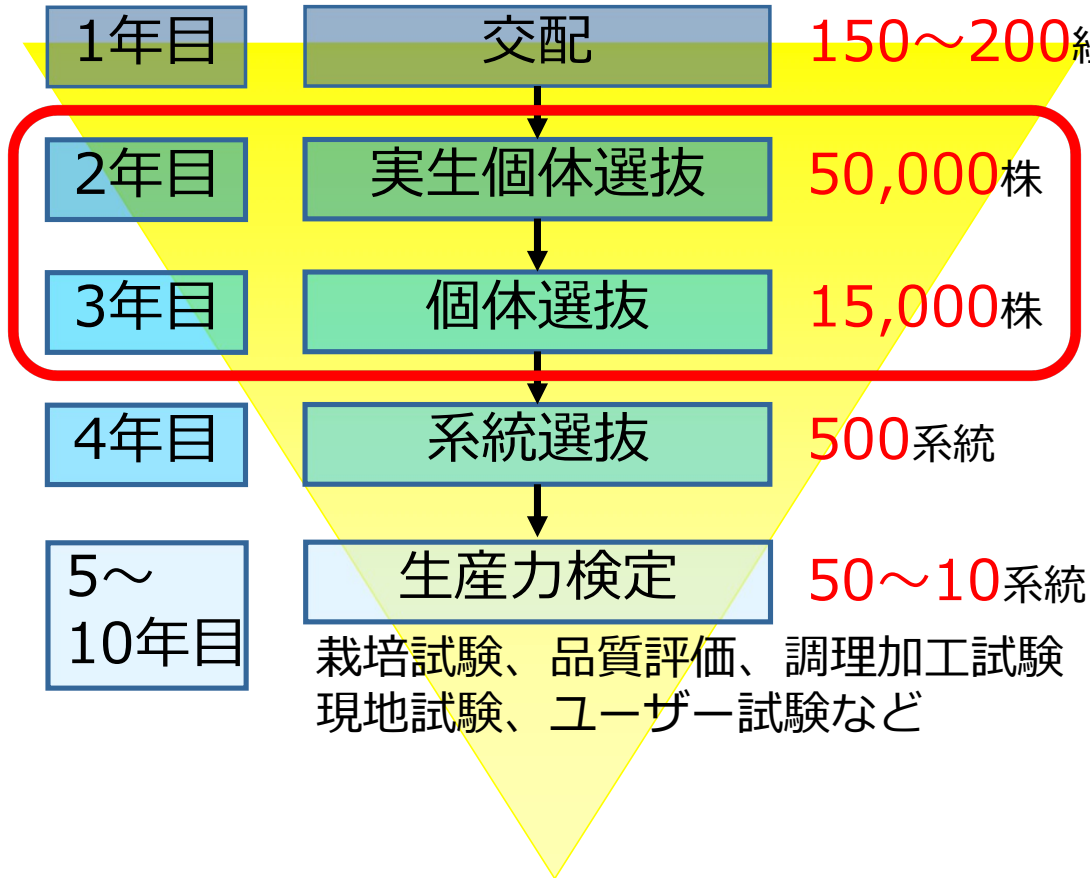 1年目 交配 150～200
2年目 実生個体選抜 50,000株
3年目 個体選抜 15,000株
4年目 系統選抜 500系統
5～
10年目
生産力検定 50～10系統
栽培試験、品質評価、調理加工試験
現地試験、ユーザー試験など